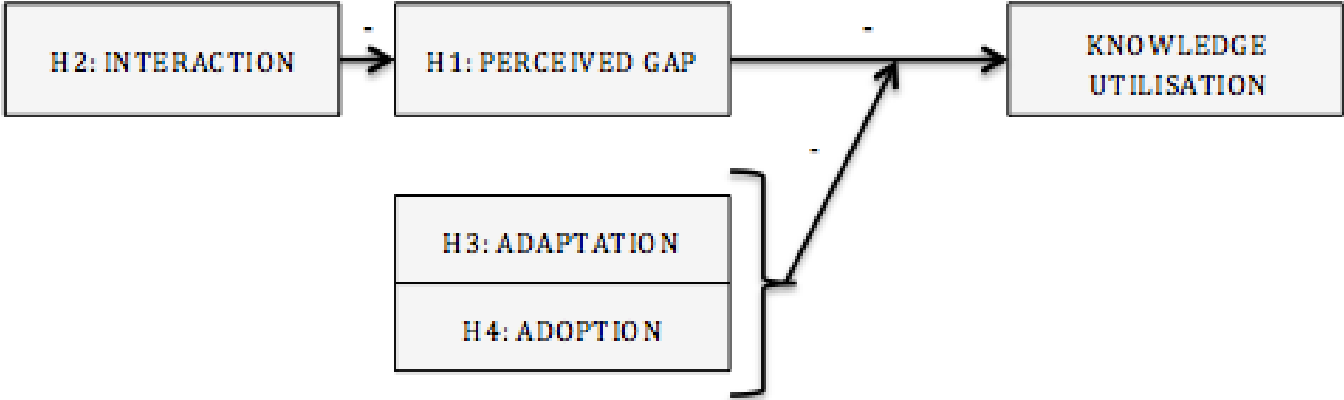 -
-
H2: INTERACTION
H1: PERCEIVED GAP
KNOWLEDGE
UTILISATION
-
H3: ADAPTATION
H4: ADOPTION